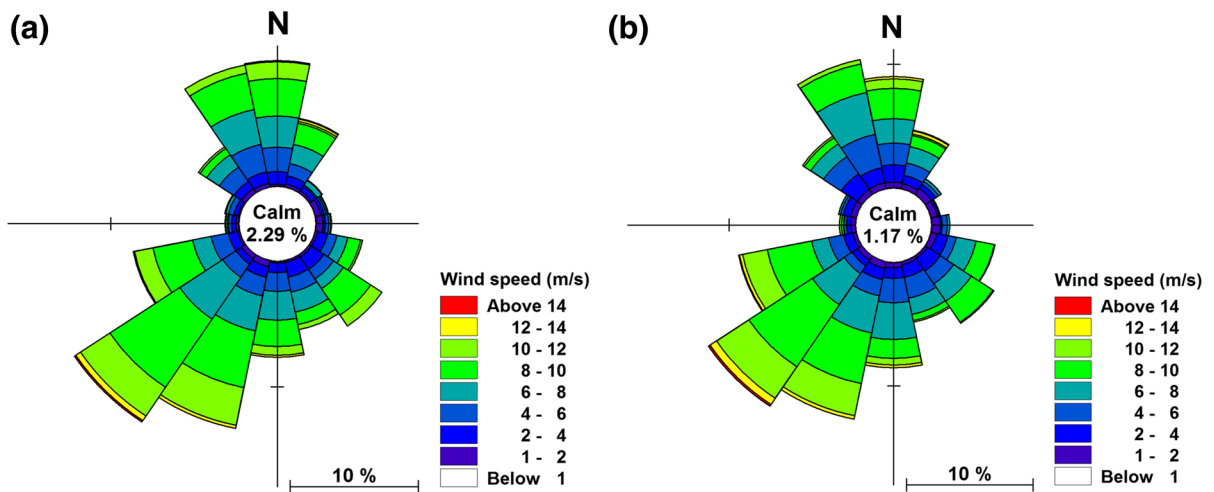 (a)
N
Calm
2.29 %
Wind speed (m/s)
Above 14
12 - 14
10 - 12
8 - 10
6 - 8
4 - 6
2 - 4
1 - 2
Below 1
10 %
(b)
N
Calm
1.17 %
Wind speed (m/s)
Above 14
12 - 14
10 - 12
8 - 10
6 - 8
4 - 6
2 - 4
1 - 2
Below 1
10 %